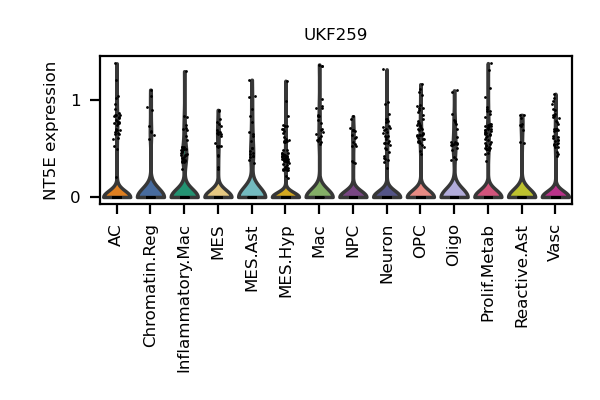 UKF259
NT5E expression
1
0
AC
Chromatin.Reg
Inflammatory.Mac
MES
MES.Ast
MES.Hyp
Mac
NPC
Neuron
OPC
Oligo
Prolif.Metab
Reactive.Ast
Vasc